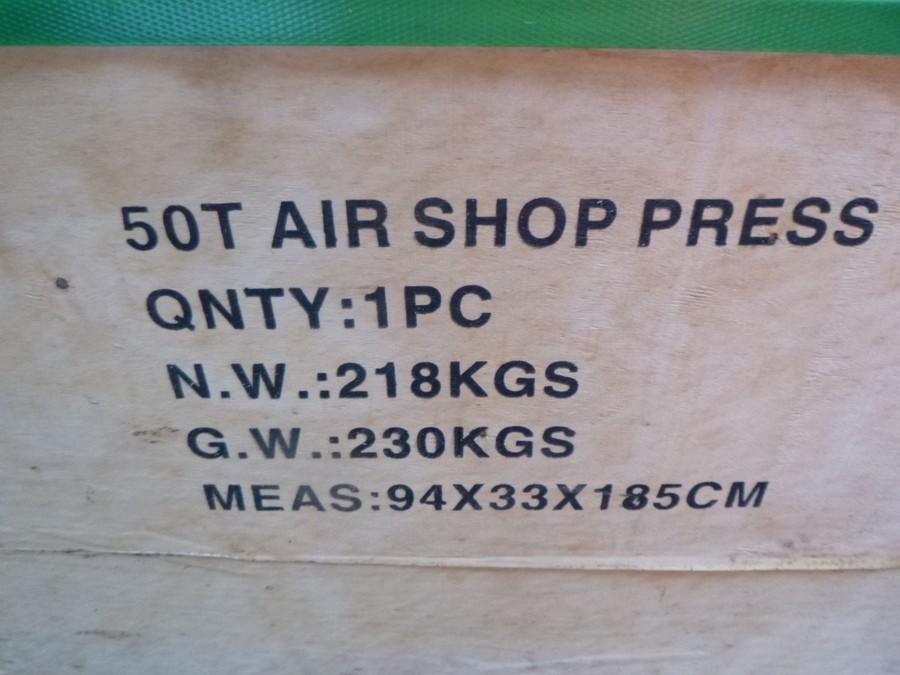 50T AIR SHOP PRESS
QNTY:1PC
N.W.:218KGS
G.W.:230KGS
MEAS:94X33X185CM